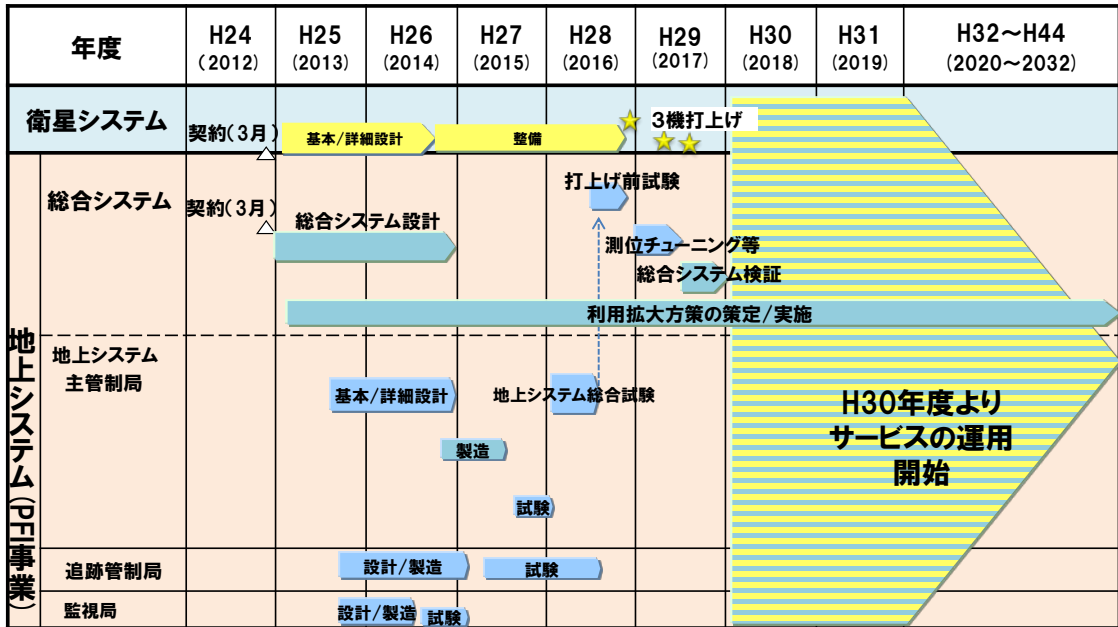 年度
H24
(2012)
H25
(2013)
H26
(2014)
H27
(2015)
H28
(2016)
H29
(2017)
H30
(2018)
H31
(2019)
H32～H44
(2020～2032)
衛星システム
契約(3月)
基本/詳細設計
整備
3機打上げ
地上システム(PFI事業)
総合システム
契約(3月)
総合システム設計
打上げ前試験
測位チューニング等
総合システム検証
利用拡大方策の策定/実施
地上システム
主管制局
基本/詳細設計
地上システム総合試験
製造
試験
H30年度より
サービスの運用
開始
追跡管制局
設計/製造
試験
監視局
設計/製造
試験